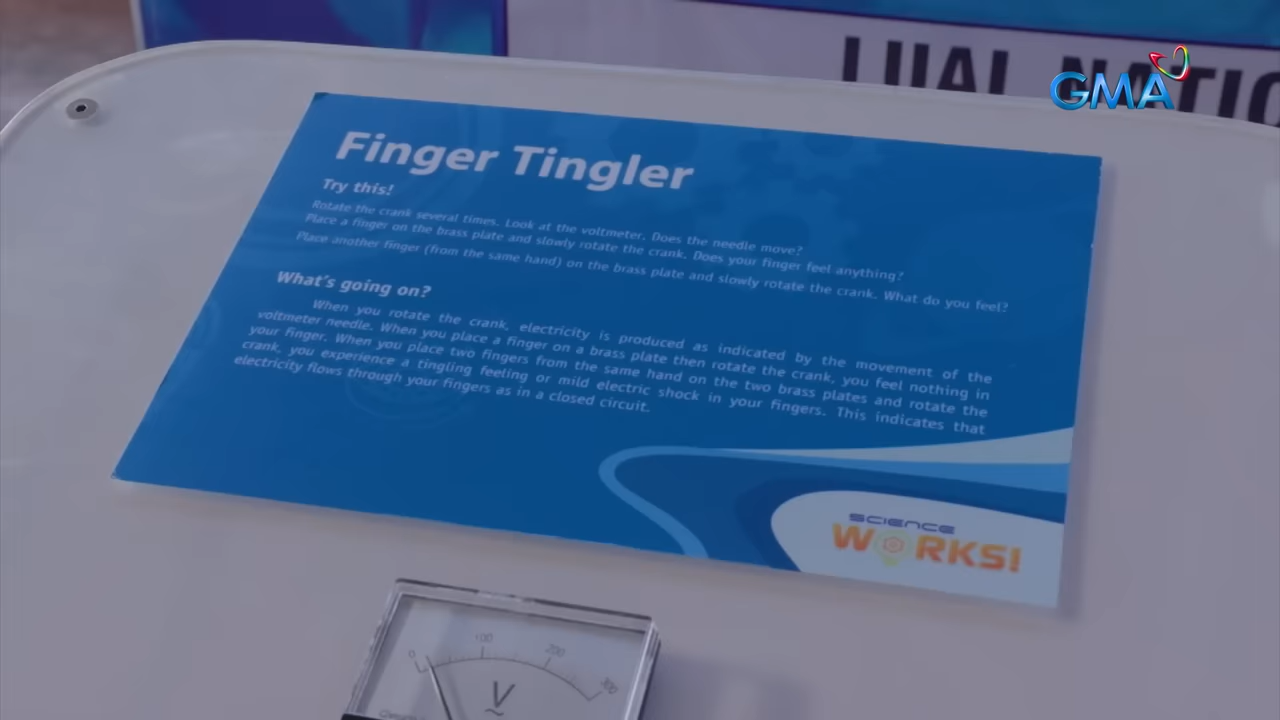 LUAL NATIO
GMA
Finger Tingler
Try this!
Rotate the crank several times. Look at the voltmeter. Does the needle move?
Place a finger on the brass plate and slowly rotate the crank. Does your finger feel anything?
Place another finger (from the same hand) on the brass plate and slowly rotate the crank. What do you feel?
What's going on?
When you rotate the crank, electricity is produced as indicated by the movement of the
voltmeter needle. When you place a finger on a brass plate then rotate the crank, you feel nothing in
your finger. When you place two fingers from the same hand on the two brass plates and rotate the
crank, you experience a tingling feeling or mild electric shock in your fingers. This indicates that
electricity flows through your fingers as in a closed circuit.
SCIENCE
WORKS!
0 100 200 300
V